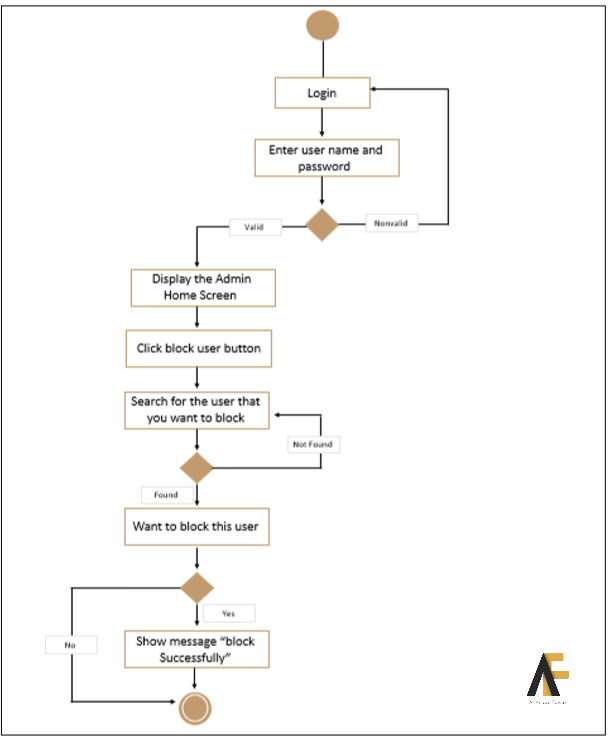 Login
Enter user name and
password
Valid
Nonvalid
Display the Admin
Home Screen
Click block user button
Search for the user that
you want to block
Not Found
Found
Want to block this user
Yes
No
Show message “block
Successfully”
AF